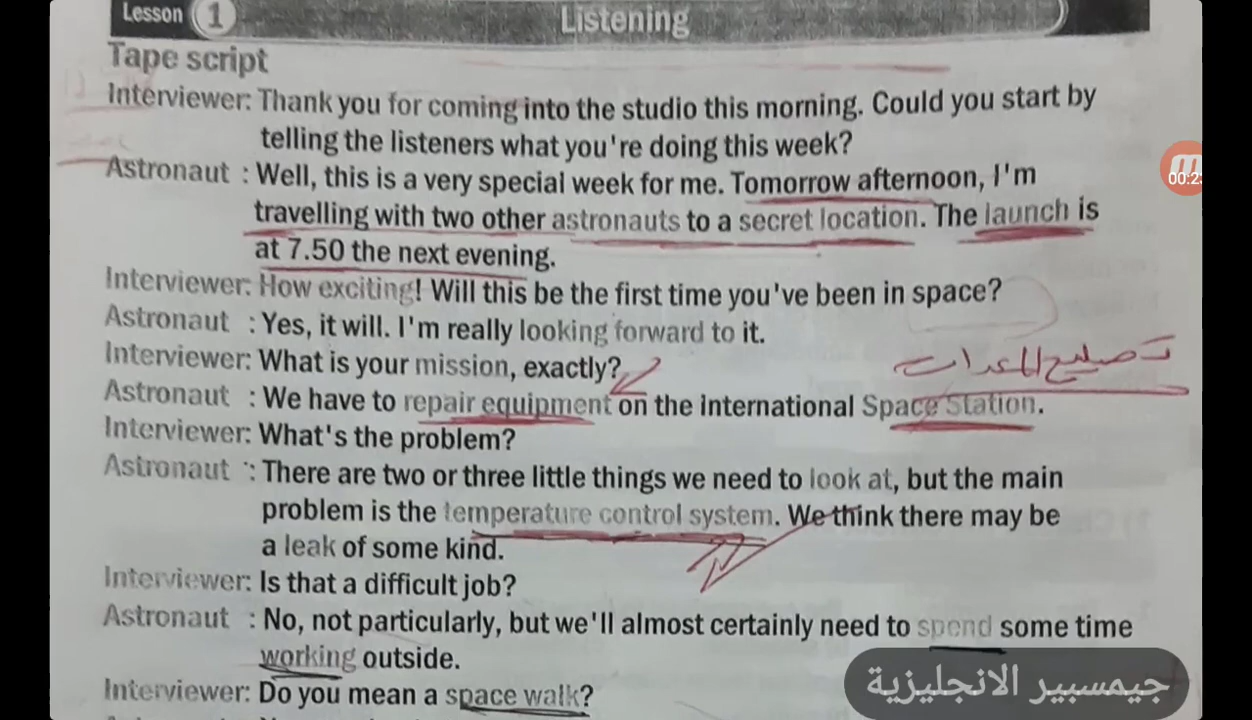 Lesson 1
Listening
Tape script
Interviewer: Thank you for coming into the studio this morning. Could you start by
telling the listeners what you're doing this week?
Astronaut : Well, this is a very special week for me. Tomorrow afternoon, I'm
travelling with two other astronauts to a secret location. The launch is
at 7.50 the next evening.
Interviewer: How exciting! Will this be the first time you've been in space?
Astronaut : Yes, it will. I'm really looking forward to it.
Interviewer: What is your mission, exactly?
تصليح المعدات
Astronaut : We have to repair equipment on the International Space Station.
Interviewer: What's the problem?
Astronaut : There are two or three little things we need to look at, but the main
problem is the temperature control system. We think there may be
a leak of some kind.
Interviewer: Is that a difficult job?
Astronaut : No, not particularly, but we'll almost certainly need to spend some time
working outside.
Interviewer: Do you mean a space walk?
جيمسبير الانجليزية